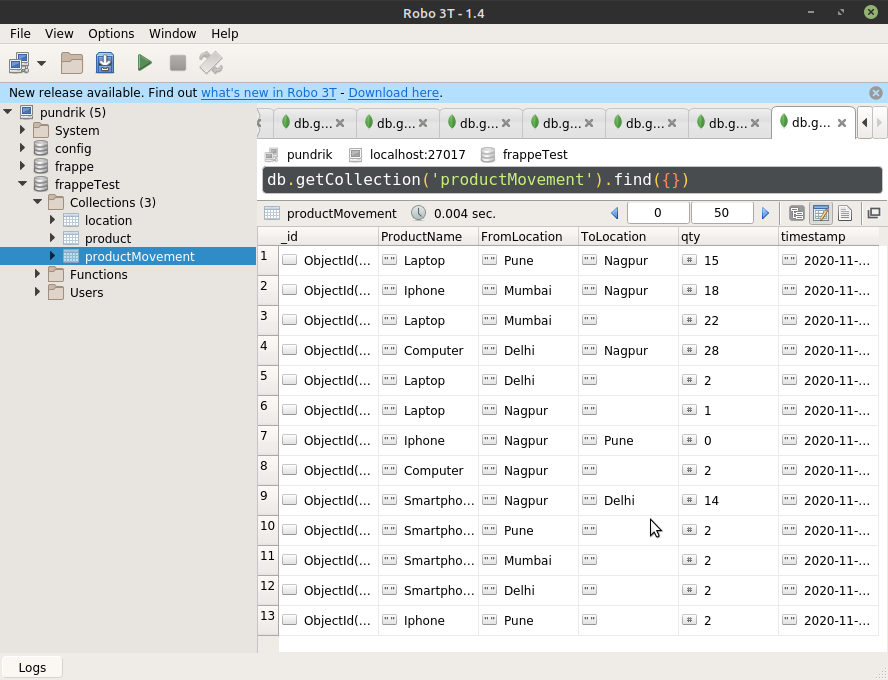 Robo 3T - 1.4
File View Options Window Help
New release available. Find out what's new in Robo 3T - Download here.
pundrik (5)
System
config
frappe
frappeTest
Collections (3)
location
product
productMovement
Functions
Users
db.g... db.g... db.g... db.g... db.g... db.g... db.g...
pundrik localhost:27017 frappeTest
db.getCollection('productMovement').find({})
productMovement 0.004 sec. 0 50
_id ProductName FromLocation ToLocation qty timestamp
1 ObjectId(... "" Laptop "" Pune "" Nagpur # 15 "" 2020-11-...
2 ObjectId(... "" Iphone "" Mumbai "" Nagpur # 18 "" 2020-11-...
3 ObjectId(... "" Laptop "" Mumbai "" # 22 "" 2020-11-...
4 ObjectId(... "" Computer "" Delhi "" Nagpur # 28 "" 2020-11-...
5 ObjectId(... "" Laptop "" Delhi "" # 2 "" 2020-11-...
6 ObjectId(... "" Laptop "" Nagpur "" # 1 "" 2020-11-...
7 ObjectId(... "" Iphone "" Nagpur "" Pune # 0 "" 2020-11-...
8 ObjectId(... "" Computer "" Nagpur "" # 2 "" 2020-11-...
9 ObjectId(... "" Smartpho... "" Nagpur "" Delhi # 14 "" 2020-11-...
10 ObjectId(... "" Smartpho... "" Pune "" # 2 "" 2020-11-...
11 ObjectId(... "" Smartpho... "" Mumbai "" # 2 "" 2020-11-...
12 ObjectId(... "" Smartpho... "" Delhi "" # 2 "" 2020-11-...
13 ObjectId(... "" Iphone "" Pune "" # 2 "" 2020-11-...
Logs